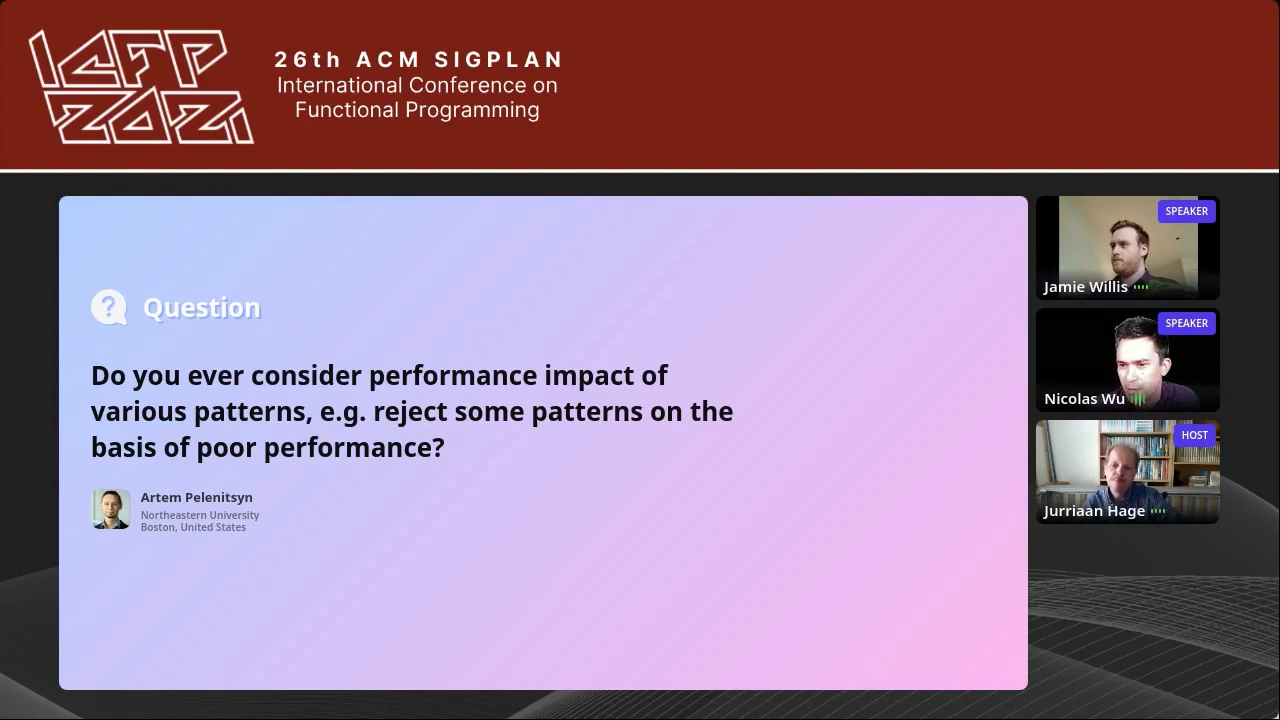 ICFP
2021
26th ACM SIGPLAN
International Conference on
Functional Programming
Question
Do you ever consider performance impact of
various patterns, e.g. reject some patterns on the
basis of poor performance?
Artem Pelenitsyn
Northeastern University
Boston, United States
SPEAKER
Jamie Willis
SPEAKER
Nicolas Wu
HOST
Jurriaan Hage